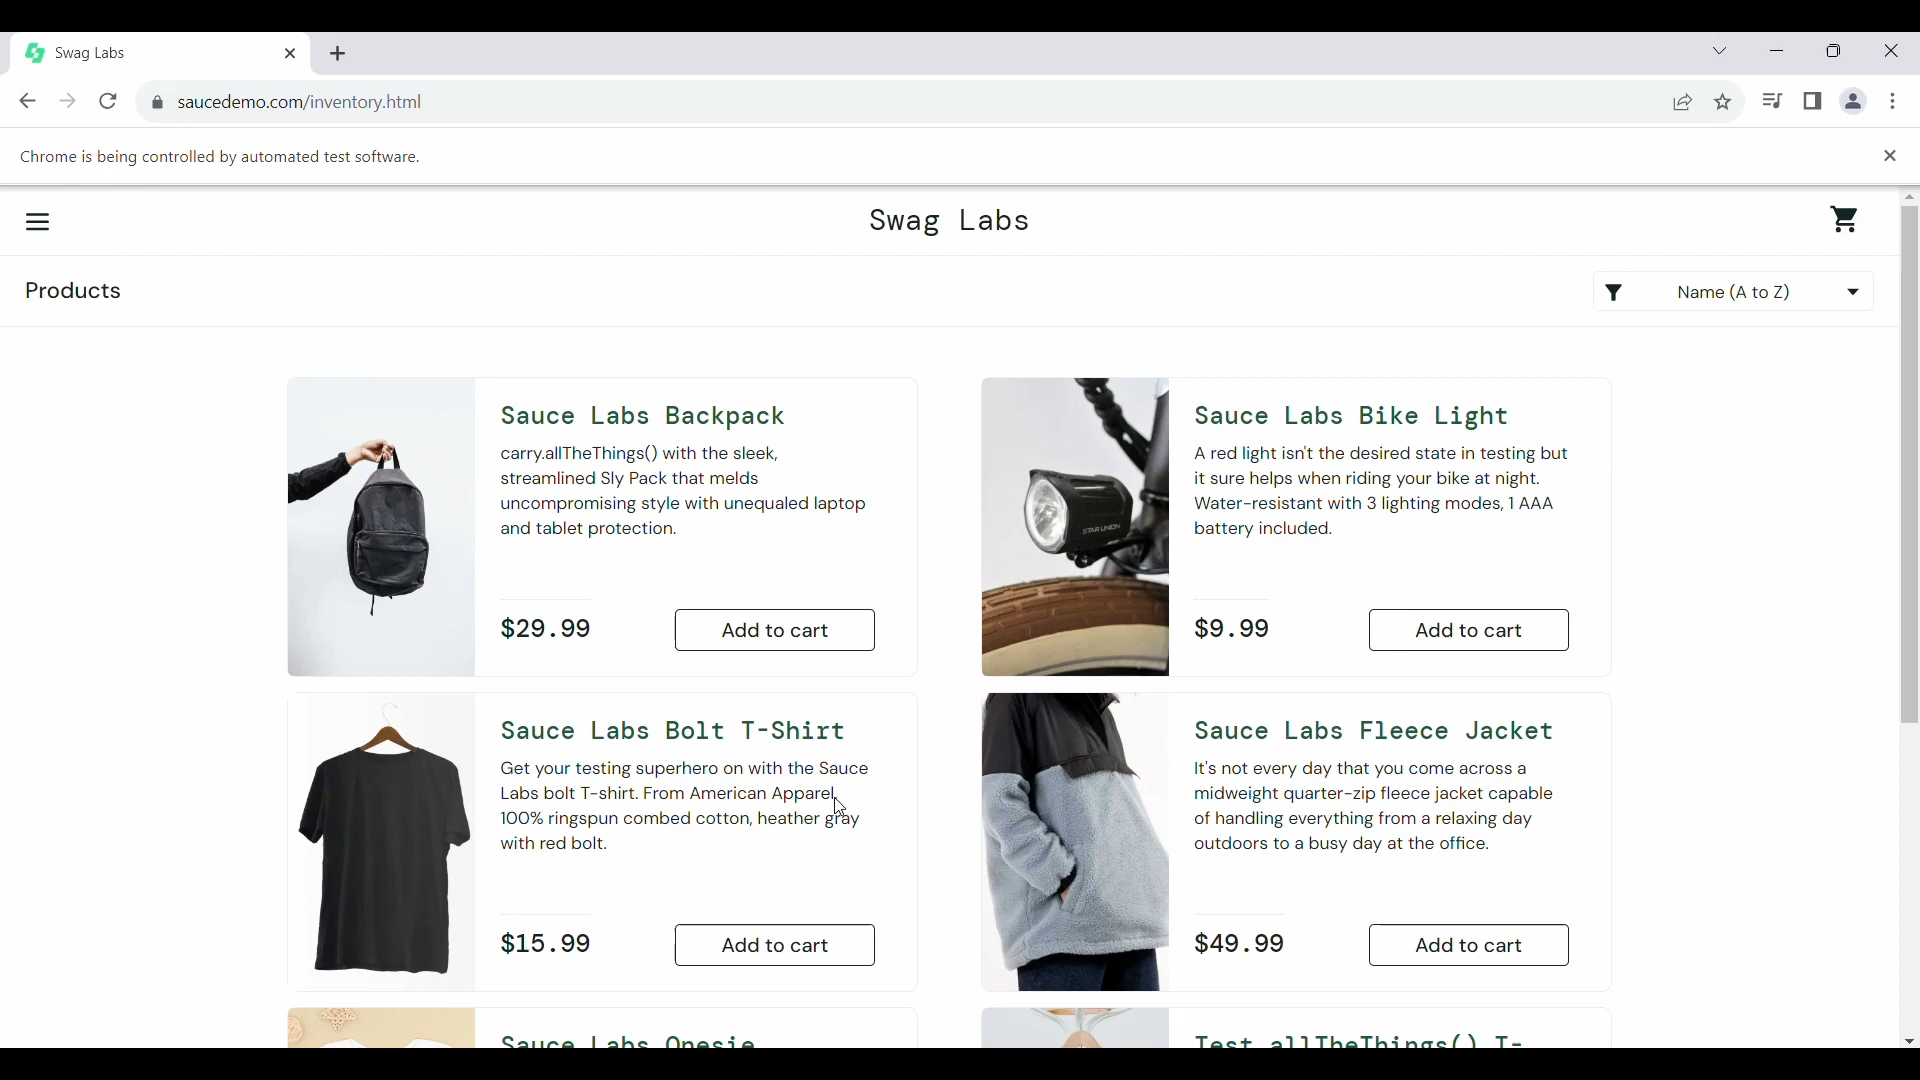 Swag Labs
saucedemo.com/inventory.html
Chrome is being controlled by automated test software.
Swag Labs
Products
Name (A to Z)
Sauce Labs Backpack
carry.allTheThings() with the sleek,
streamlined Sly Pack that melds
uncompromising style with unequaled laptop
and tablet protection.
$29.99
Add to cart
Sauce Labs Bike Light
A red light isn't the desired state in testing but
it sure helps when riding your bike at night.
Water-resistant with 3 lighting modes, 1 AAA
battery included.
$9.99
Add to cart
STAR UNION
Sauce Labs Bolt T-Shirt
Get your testing superhero on with the Sauce
Labs bolt T-shirt. From American Apparel,
100% ringspun combed cotton, heather gray
with red bolt.
$15.99
Add to cart
Sauce Labs Fleece Jacket
It's not every day that you come across a
midweight quarter-zip fleece jacket capable
of handling everything from a relaxing day
outdoors to a busy day at the office.
$49.99
Add to cart
Sauce Labs Onesie
Test.allTheThings() T-